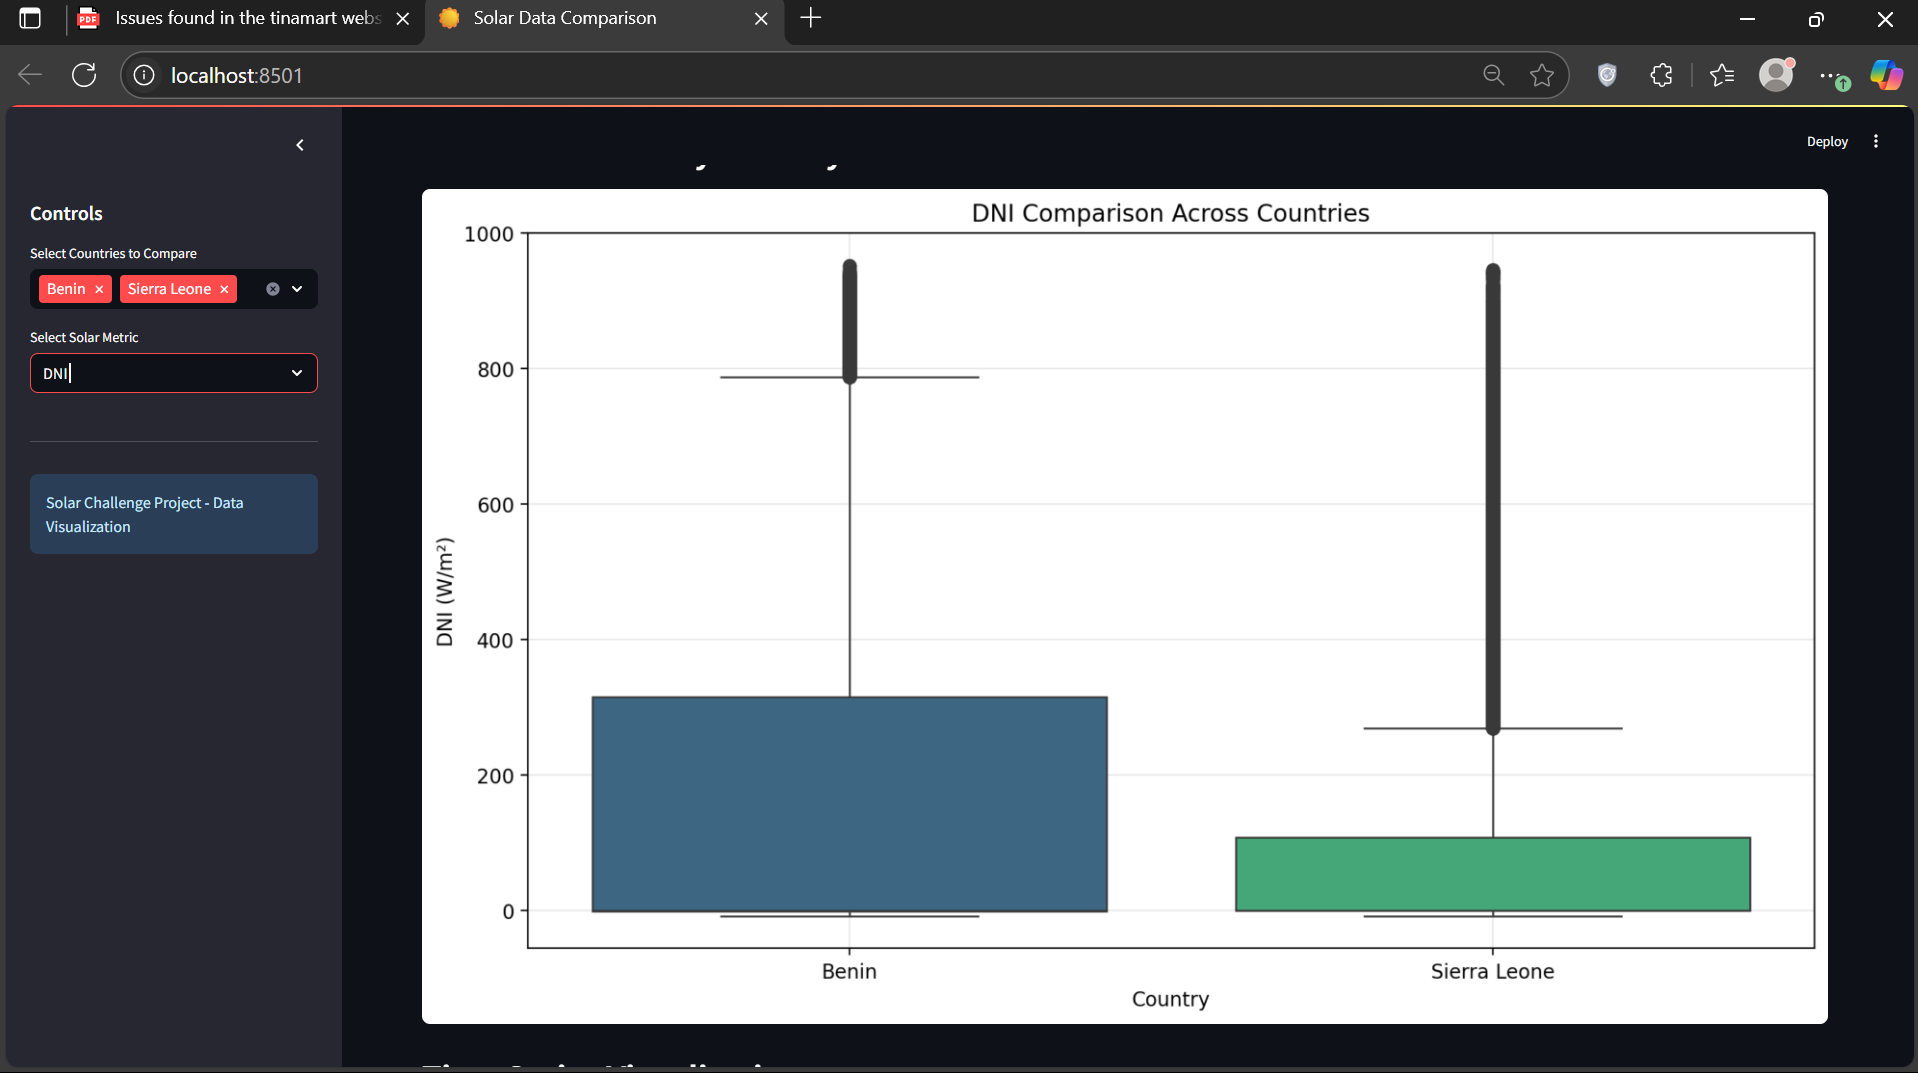 Issues found in the tinamart webs
Solar Data Comparison
localhost:8501
Deploy
Controls
Select Countries to Compare
Benin
Sierra Leone
Select Solar Metric
DNI
Solar Challenge Project - Data
Visualization
DNI Comparison Across Countries
1000
800
600
400
200
0
DNI (W/m²)
Benin
Sierra Leone
Country